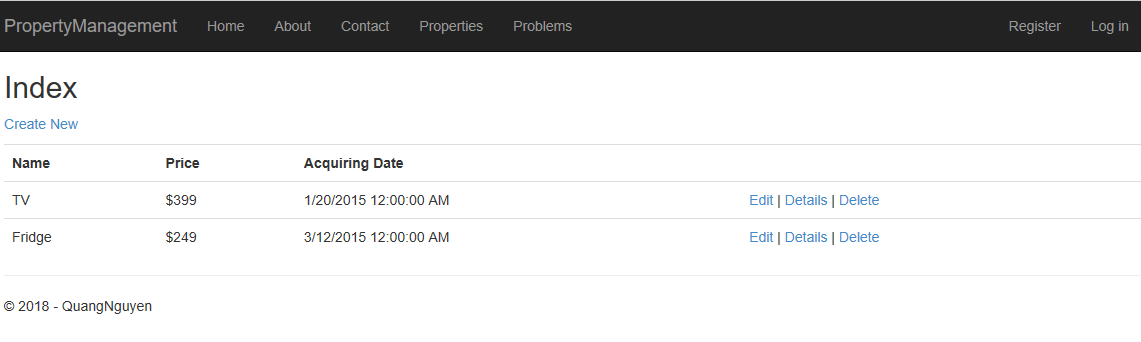 PropertyManagement Home About Contact Properties Problems Register Log in
Index
Create New
Name Price Acquiring Date
TV $399 1/20/2015 12:00:00 AM Edit | Details | Delete
Fridge $249 3/12/2015 12:00:00 AM Edit | Details | Delete
© 2018 - QuangNguyen